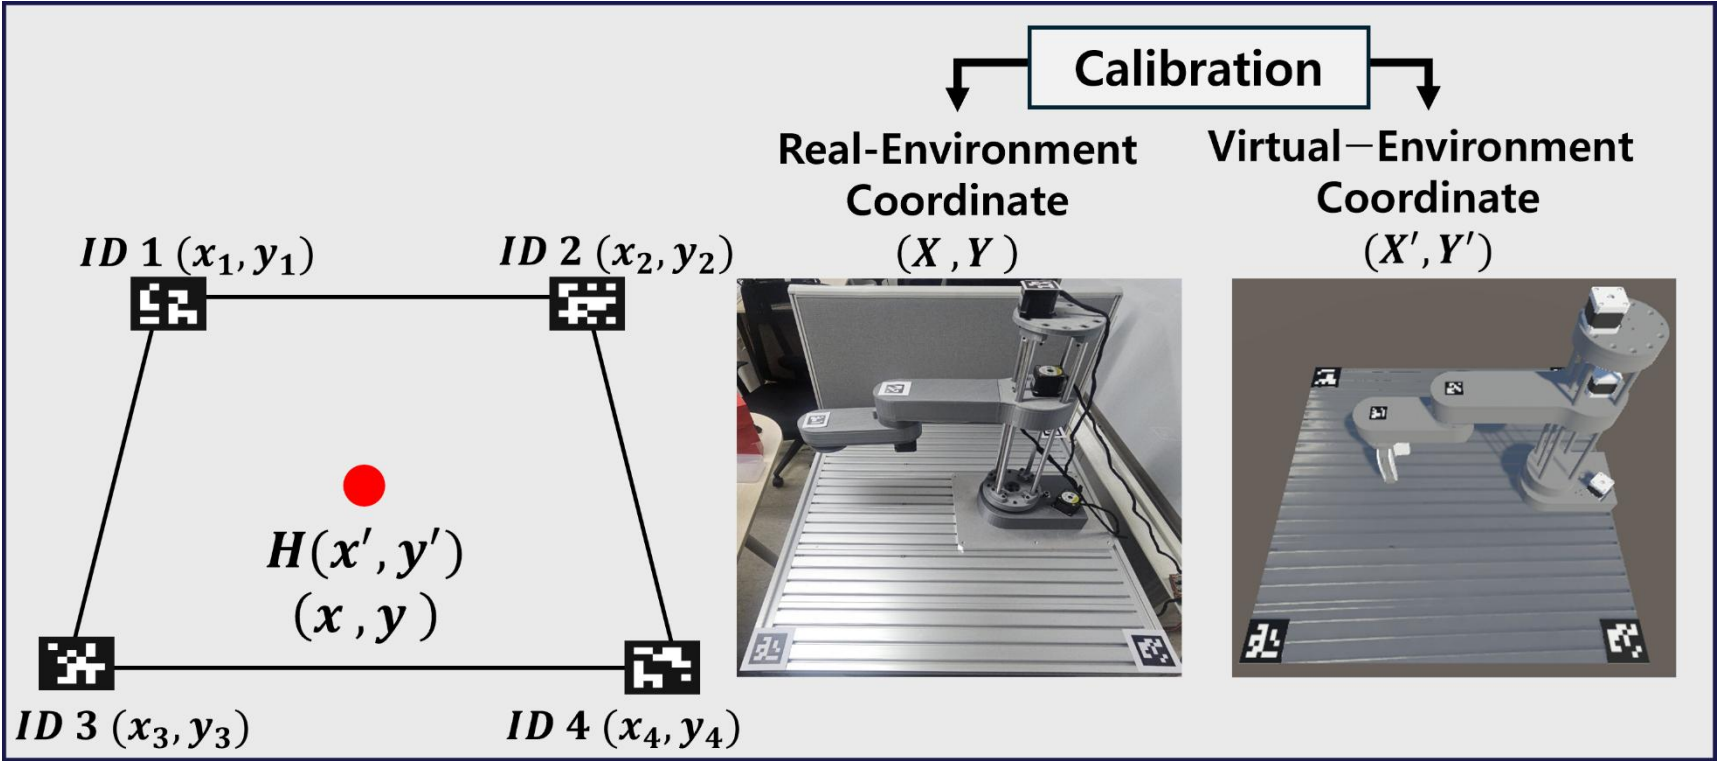 Calibration
Real-Environment
Coordinate
(X , Y )
Virtual−Environment
Coordinate
(X′, Y′)
ID 1 (x₁, y₁)
ID 2 (x₂, y₂)
H(x′, y′)
(x , y )
ID 3 (x₃, y₃)
ID 4 (x₄, y₄)